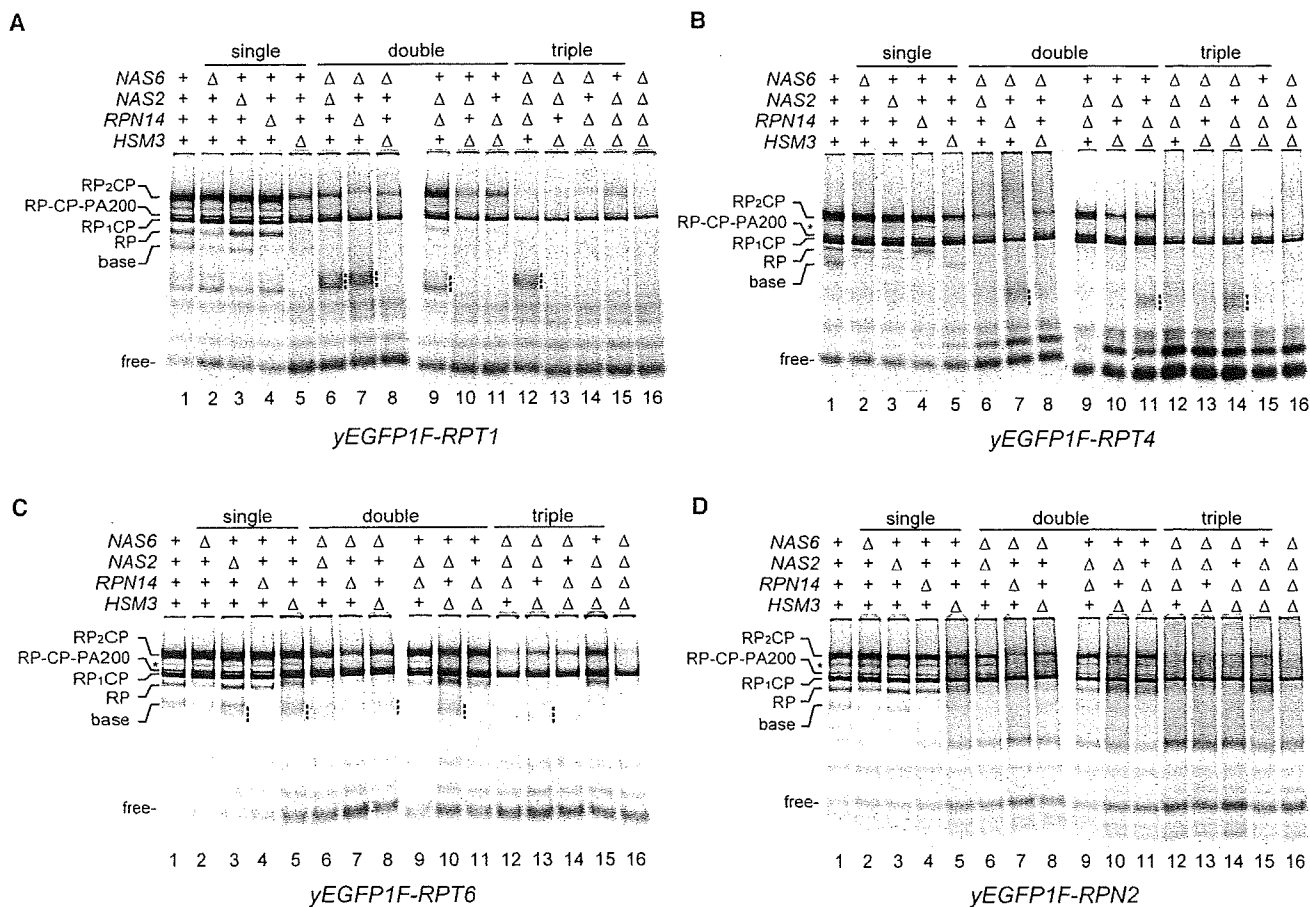 A
single double triple
NAS6 + Δ + + + Δ Δ Δ + + + Δ Δ Δ + Δ
NAS2 + + Δ + + Δ + + Δ Δ + Δ Δ + Δ Δ
RPN14 + + + Δ + + Δ + Δ + Δ Δ + Δ Δ Δ
HSM3 + + + + Δ + + Δ + Δ Δ + Δ Δ Δ Δ
RP₂CP
RP-CP-PA200
RP₁CP
RP
base
free-
1 2 3 4 5 6 7 8 9 10 11 12 13 14 15 16
yEGFP1F-RPT1
B
single double triple
NAS6 + Δ + + + Δ Δ Δ + + + Δ Δ Δ + Δ
NAS2 + + Δ + + Δ + + Δ Δ + Δ Δ + Δ Δ
RPN14 + + + Δ + + Δ + Δ + Δ Δ + Δ Δ Δ
HSM3 + + + + Δ + + Δ + Δ Δ + Δ Δ Δ Δ
RP₂CP
RP-CP-PA200
*
RP₁CP
RP
base
free-
1 2 3 4 5 6 7 8 9 10 11 12 13 14 15 16
yEGFP1F-RPT4
C
single double triple
NAS6 + Δ + + + Δ Δ Δ + + + Δ Δ Δ + Δ
NAS2 + + Δ + + Δ + + Δ Δ + Δ Δ + Δ Δ
RPN14 + + + Δ + + Δ + Δ + Δ Δ + Δ Δ Δ
HSM3 + + + + Δ + + Δ + Δ Δ + Δ Δ Δ Δ
RP₂CP
RP-CP-PA200
*
RP₁CP
RP
base
free-
1 2 3 4 5 6 7 8 9 10 11 12 13 14 15 16
yEGFP1F-RPT6
D
single double triple
NAS6 + Δ + + + Δ Δ Δ + + + Δ Δ Δ + Δ
NAS2 + + Δ + + Δ + + Δ Δ + Δ Δ + Δ Δ
RPN14 + + + Δ + + Δ + Δ + Δ Δ + Δ Δ Δ
HSM3 + + + + Δ + + Δ + Δ Δ + Δ Δ Δ Δ
RP₂CP
RP-CP-PA200
*
RP₁CP
RP
base
free-
1 2 3 4 5 6 7 8 9 10 11 12 13 14 15 16
yEGFP1F-RPN2